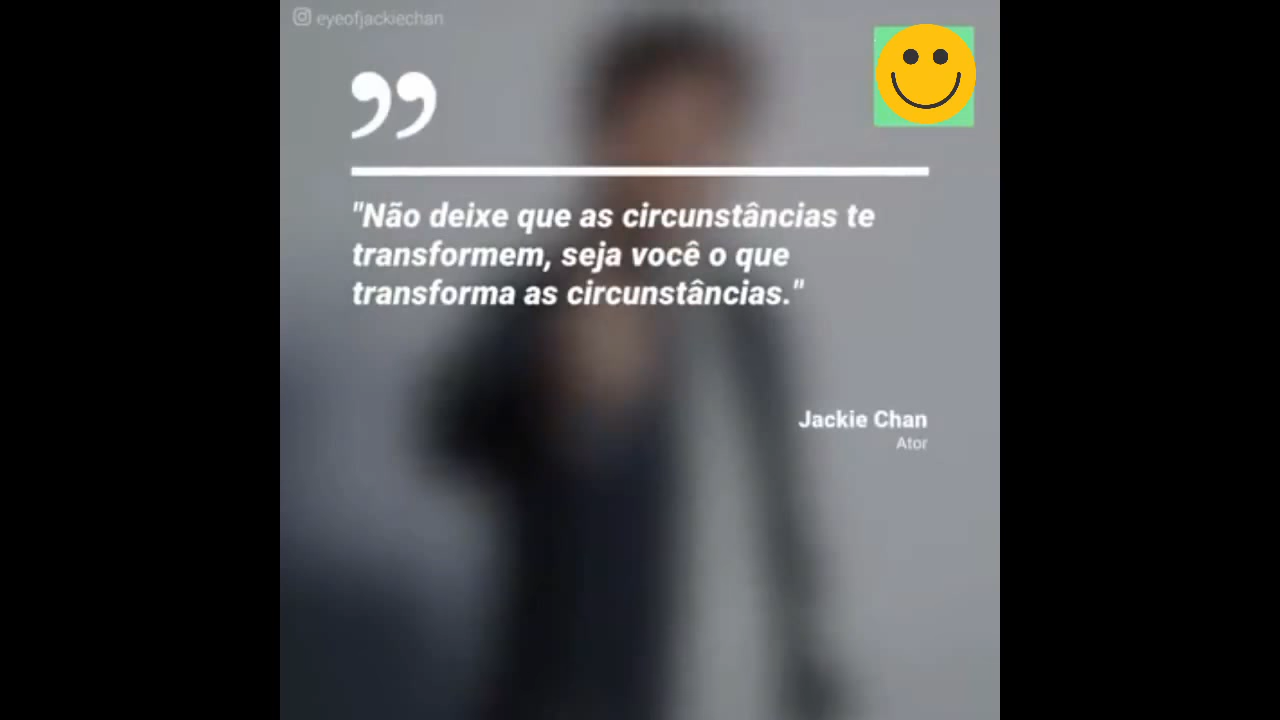 eyeofjackiechan
"Não deixe que as circunstâncias te
transformem, seja você o que
transforma as circunstâncias."
Jackie Chan
Ator